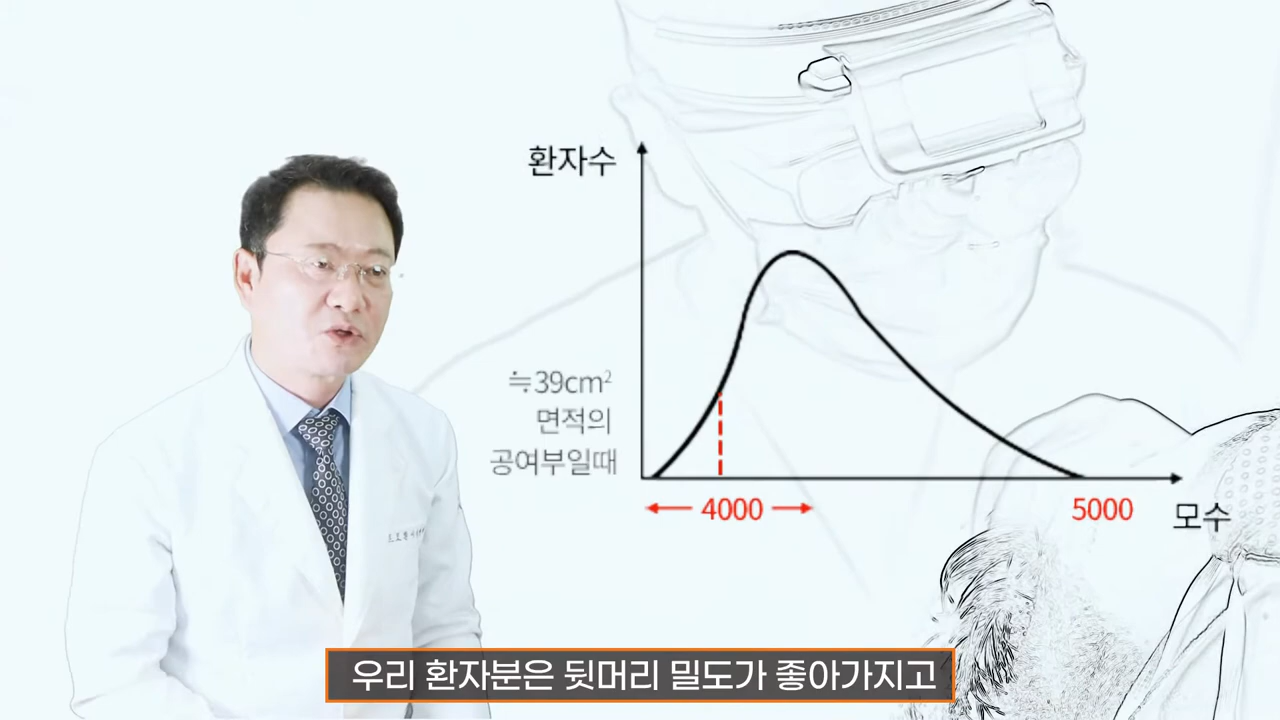 환자수
≒39cm²
면적의
공여부일때
4000
5000
모수
우리 환자분은 뒷머리 밀도가 좋아가지고